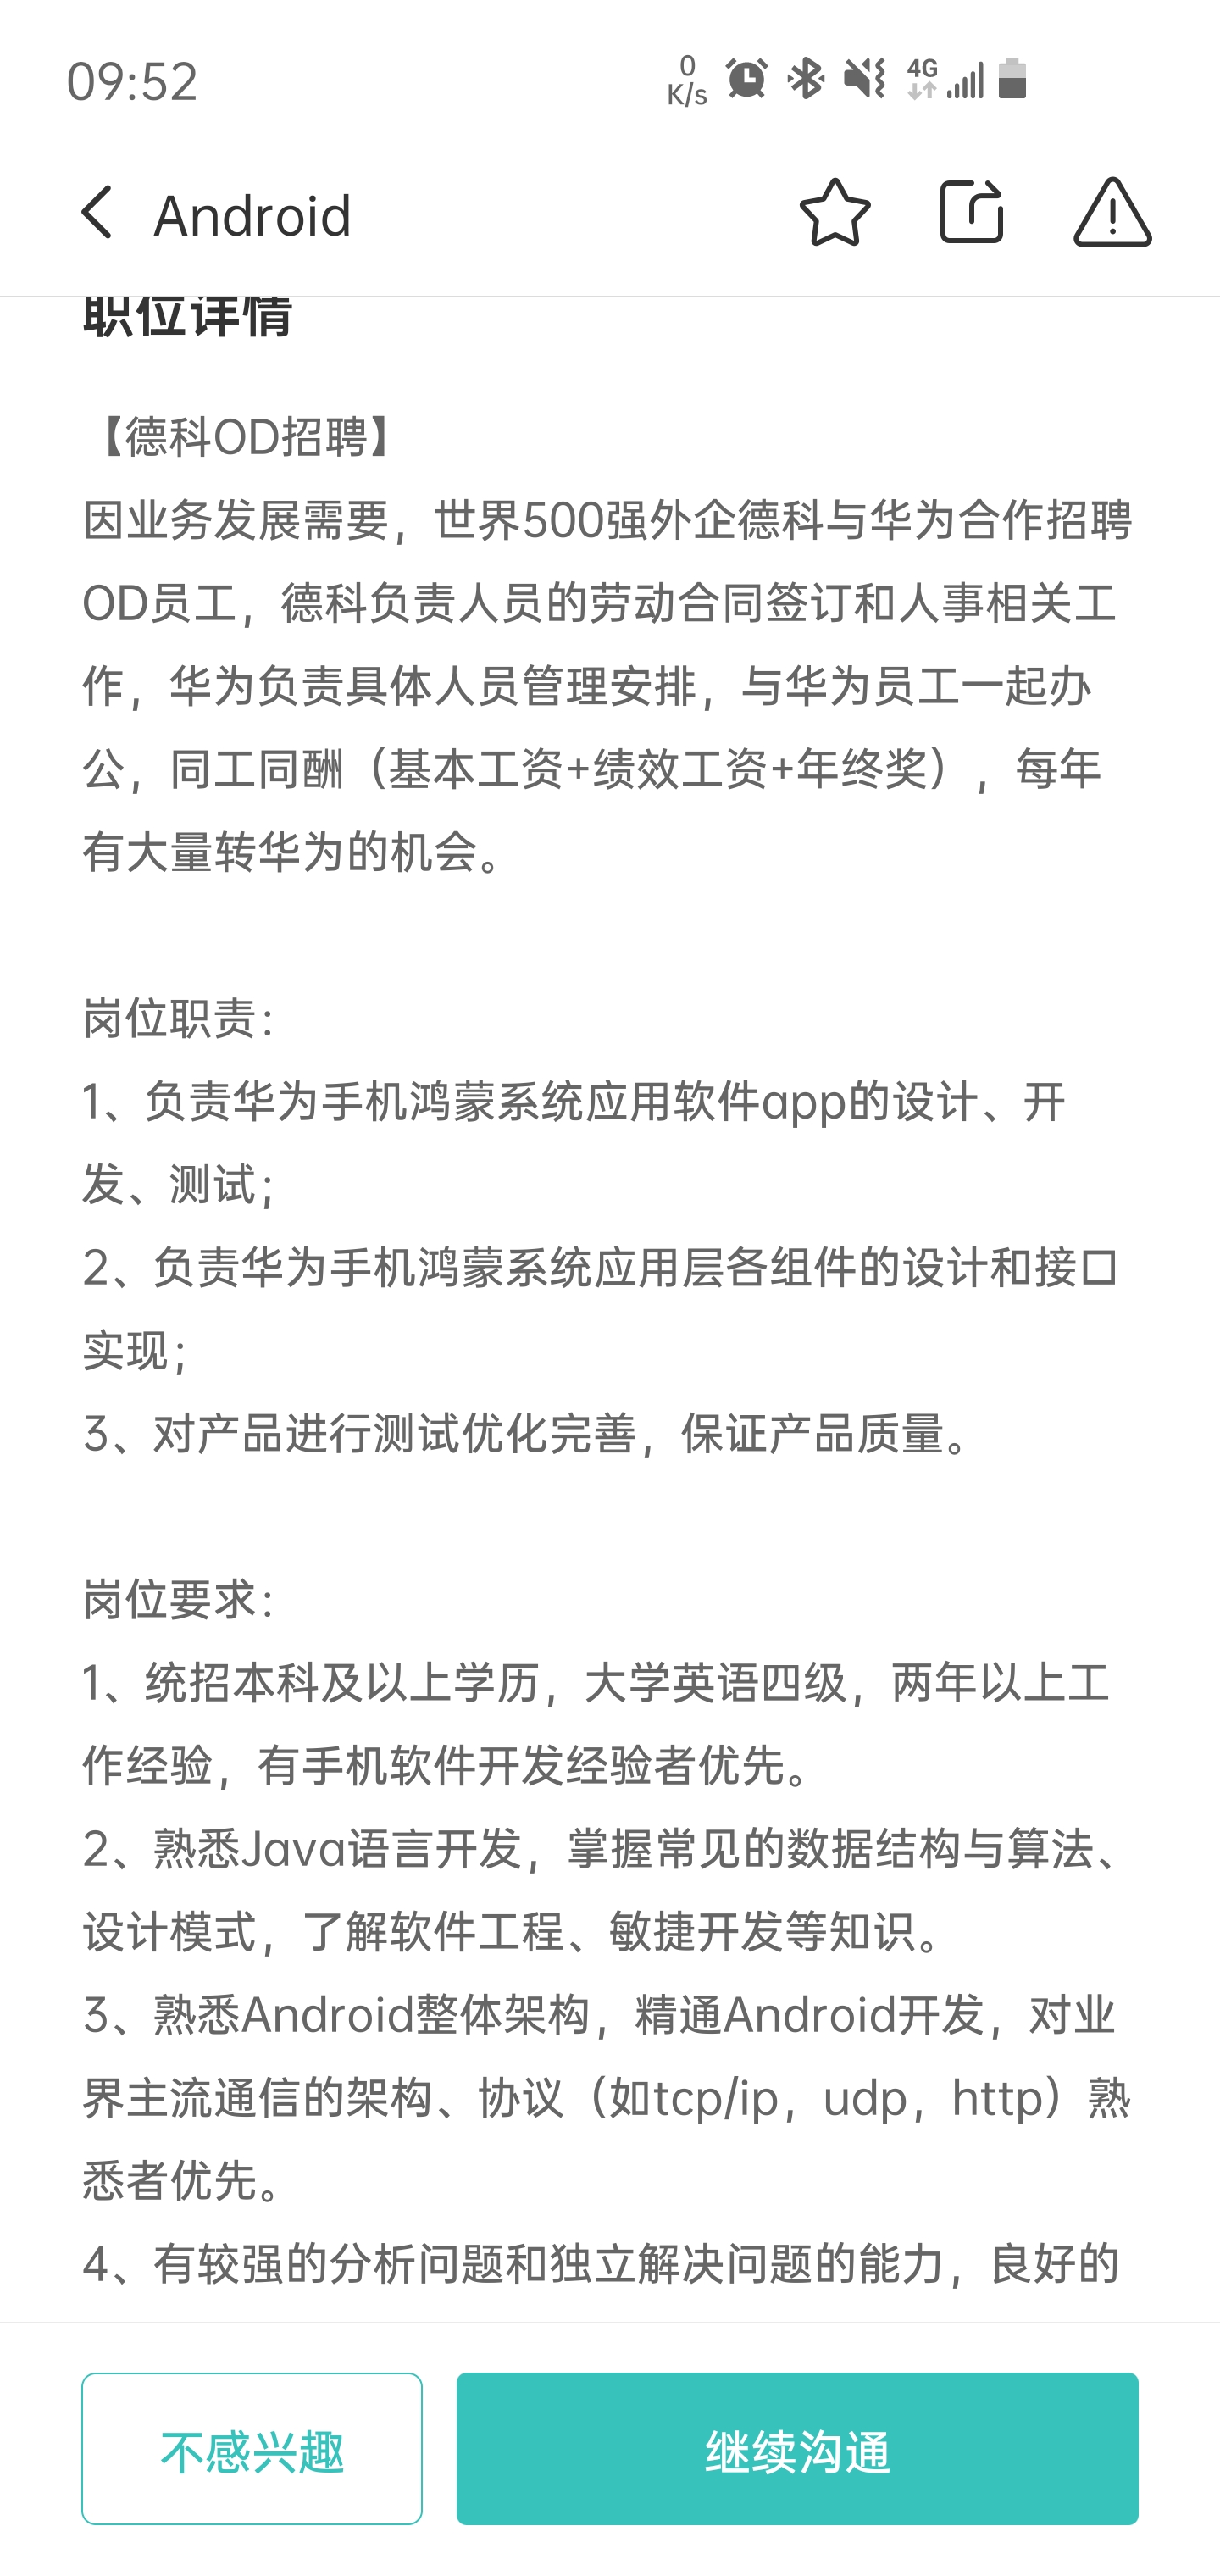 09:52
0
K/s
4G
Android
职位详情
【德科OD招聘】
因业务发展需要，世界500强外企德科与华为合作招聘
OD员工，德科负责人员的劳动合同签订和人事相关工
作，华为负责具体人员管理安排，与华为员工一起办
公，同工同酬（基本工资+绩效工资+年终奖），每年
有大量转华为的机会。
岗位职责：
1、负责华为手机鸿蒙系统应用软件app的设计、开
发、测试；
2、负责华为手机鸿蒙系统应用层各组件的设计和接口
实现；
3、对产品进行测试优化完善，保证产品质量。
岗位要求：
1、统招本科及以上学历，大学英语四级，两年以上工
作经验，有手机软件开发经验者优先。
2、熟悉Java语言开发，掌握常见的数据结构与算法、
设计模式，了解软件工程、敏捷开发等知识。
3、熟悉Android整体架构，精通Android开发，对业
界主流通信的架构、协议（如tcp/ip，udp，http）熟
悉者优先。
4、有较强的分析问题和独立解决问题的能力，良好的
不感兴趣
继续沟通